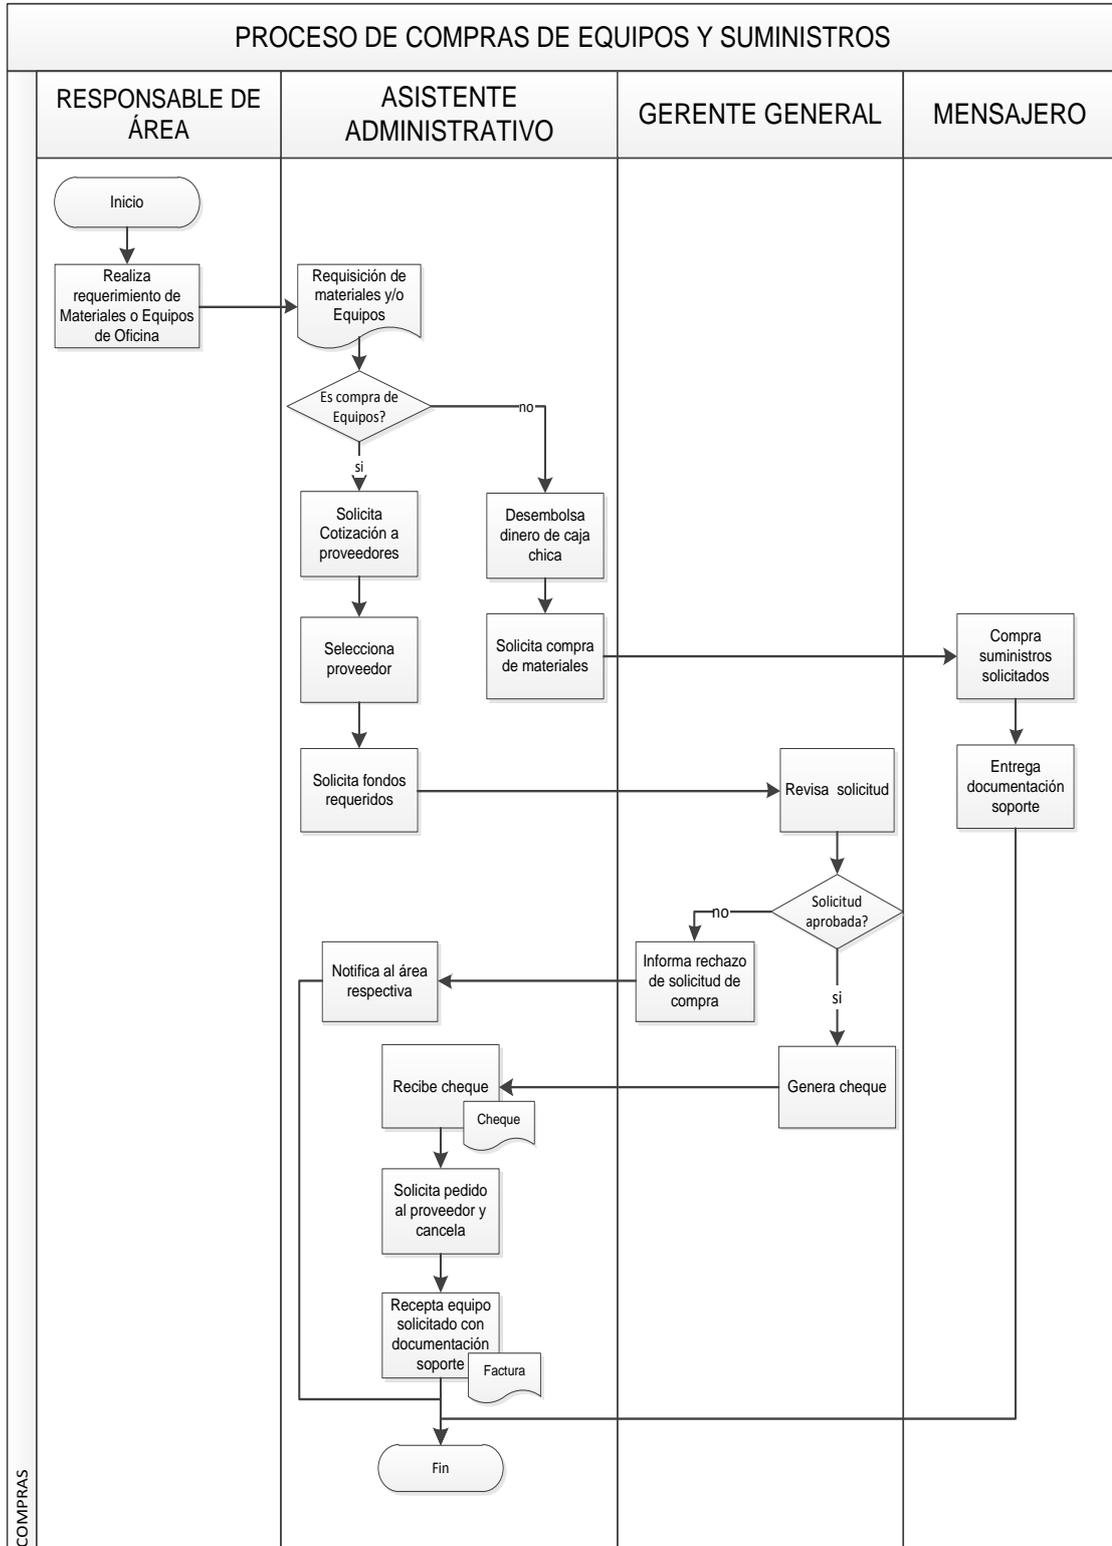 PROCESO DE COMPRAS DE EQUIPOS Y SUMINISTROS
RESPONSABLE DE
ÁREA
ASISTENTE
ADMINISTRATIVO
GERENTE GENERAL
MENSAJERO
Inicio
Realiza
requerimiento de
Materiales o Equipos
de Oficina
Requisición de
materiales y/o
Equipos
Es compra de
Equipos?
no
si
Solicita
Cotización a
proveedores
Desembolsa
dinero de caja
chica
Selecciona
proveedor
Solicita compra
de materiales
Compra
suministros
solicitados
Solicita fondos
requeridos
Revisa solicitud
Entrega
documentación
soporte
Solicitud
aprobada?
no
si
Informa rechazo
de solicitud de
compra
Notifica al área
respectiva
Genera cheque
Recibe cheque
Cheque
Solicita pedido
al proveedor y
cancela
Recepta equipo
solicitado con
documentación
soporte
Factura
Fin
COMPRAS